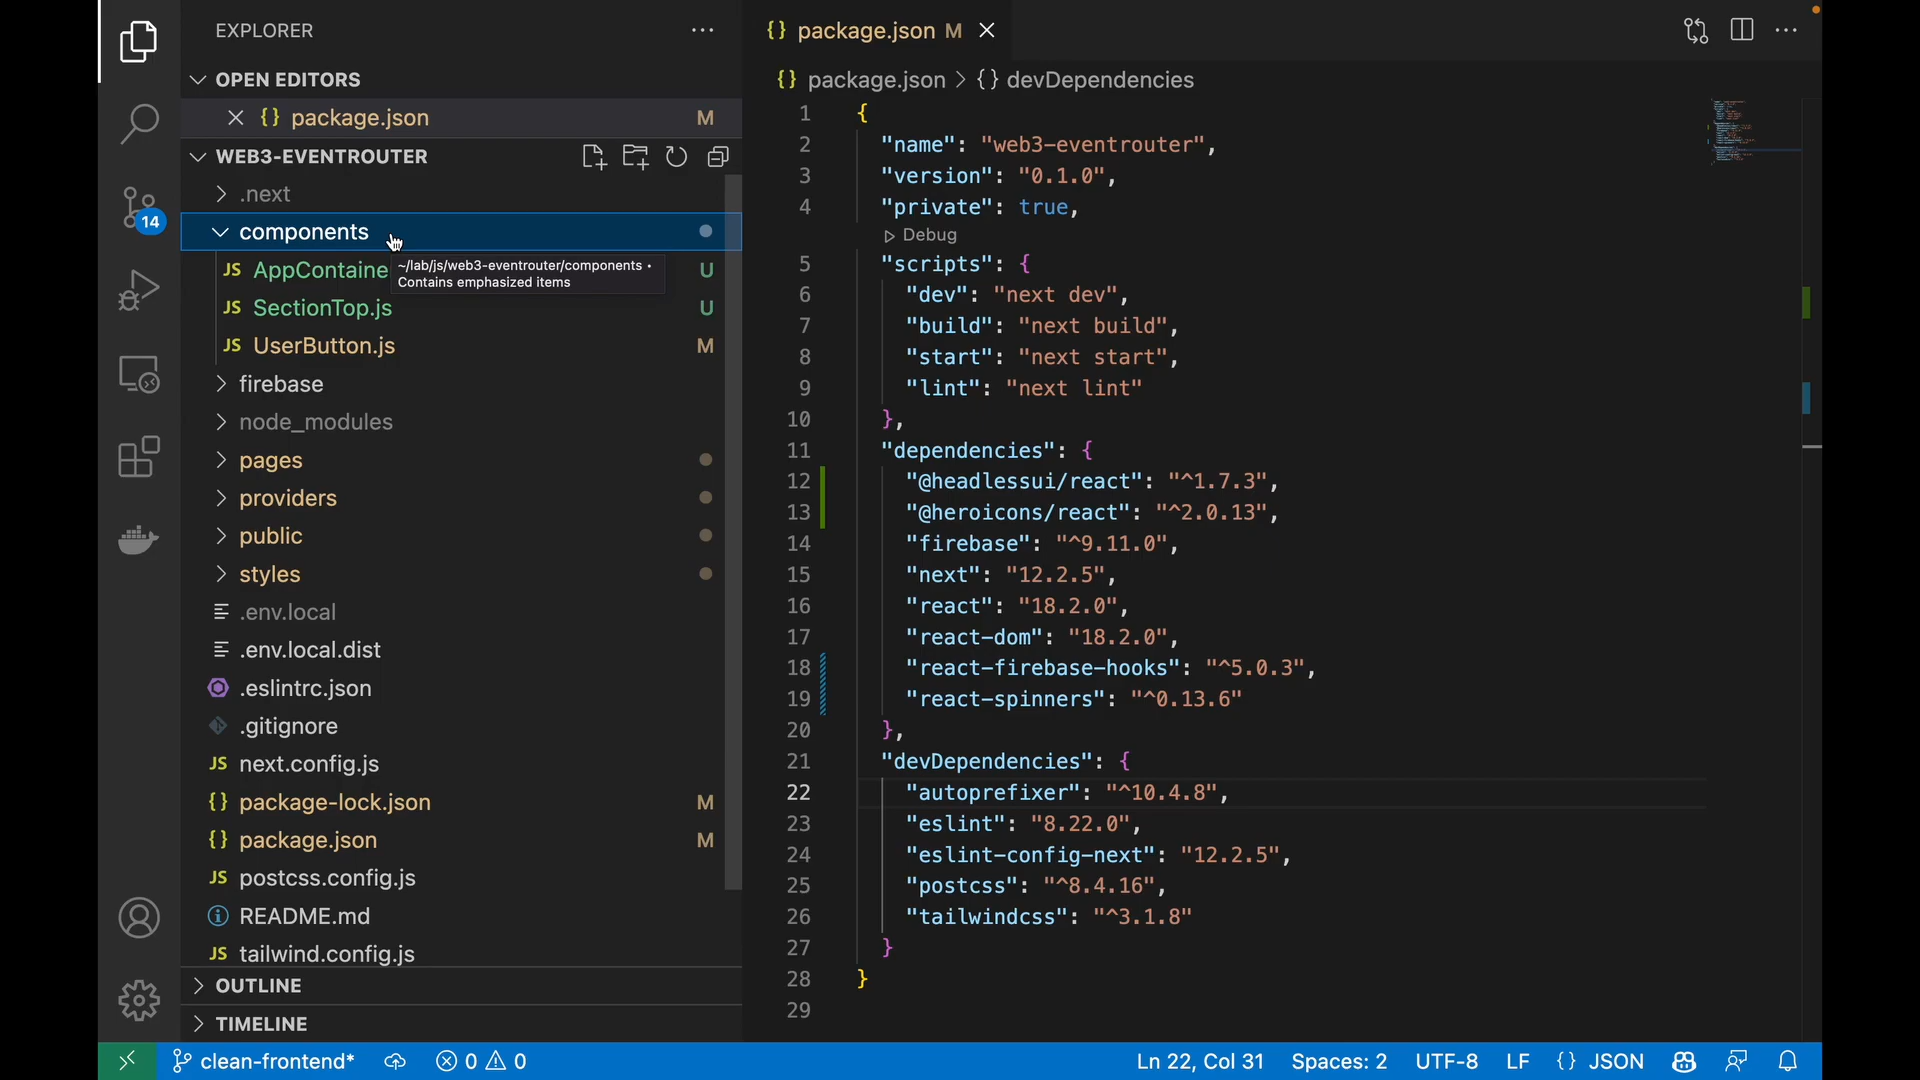 EXPLORER
OPEN EDITORS
{} package.json M
WEB3-EVENTROUTER
.next
components
JS AppContaine U
~/lab/js/web3-eventrouter/components •
Contains emphasized items
JS SectionTop.js U
JS UserButton.js M
firebase
node_modules
pages
providers
public
styles
.env.local
.env.local.dist
.eslintrc.json
.gitignore
JS next.config.js
{} package-lock.json M
{} package.json M
JS postcss.config.js
README.md
JS tailwind.config.js
OUTLINE
TIMELINE
14
{} package.json M
{} package.json > {} devDependencies
1 {
2 "name": "web3-eventrouter",
3 "version": "0.1.0",
4 "private": true,
Debug
5 "scripts": {
6 "dev": "next dev",
7 "build": "next build",
8 "start": "next start",
9 "lint": "next lint"
10 },
11 "dependencies": {
12 "@headlessui/react": "^1.7.3",
13 "@heroicons/react": "^2.0.13",
14 "firebase": "^9.11.0",
15 "next": "12.2.5",
16 "react": "18.2.0",
17 "react-dom": "18.2.0",
18 "react-firebase-hooks": "^5.0.3",
19 "react-spinners": "^0.13.6"
20 },
21 "devDependencies": {
22 "autoprefixer": "^10.4.8",
23 "eslint": "8.22.0",
24 "eslint-config-next": "12.2.5",
25 "postcss": "^8.4.16",
26 "tailwindcss": "^3.1.8"
27 }
28 }
29
clean-frontend* 0 0 Ln 22, Col 31 Spaces: 2 UTF-8 LF {} JSON